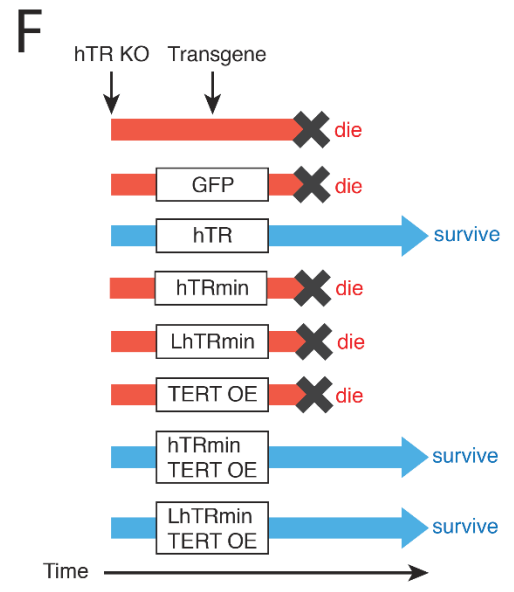 F
hTR KO Transgene
die
GFP die
hTR survive
hTRmin die
LhTRmin die
TERT OE die
hTRmin
TERT OE survive
LhTRmin
TERT OE survive
Time